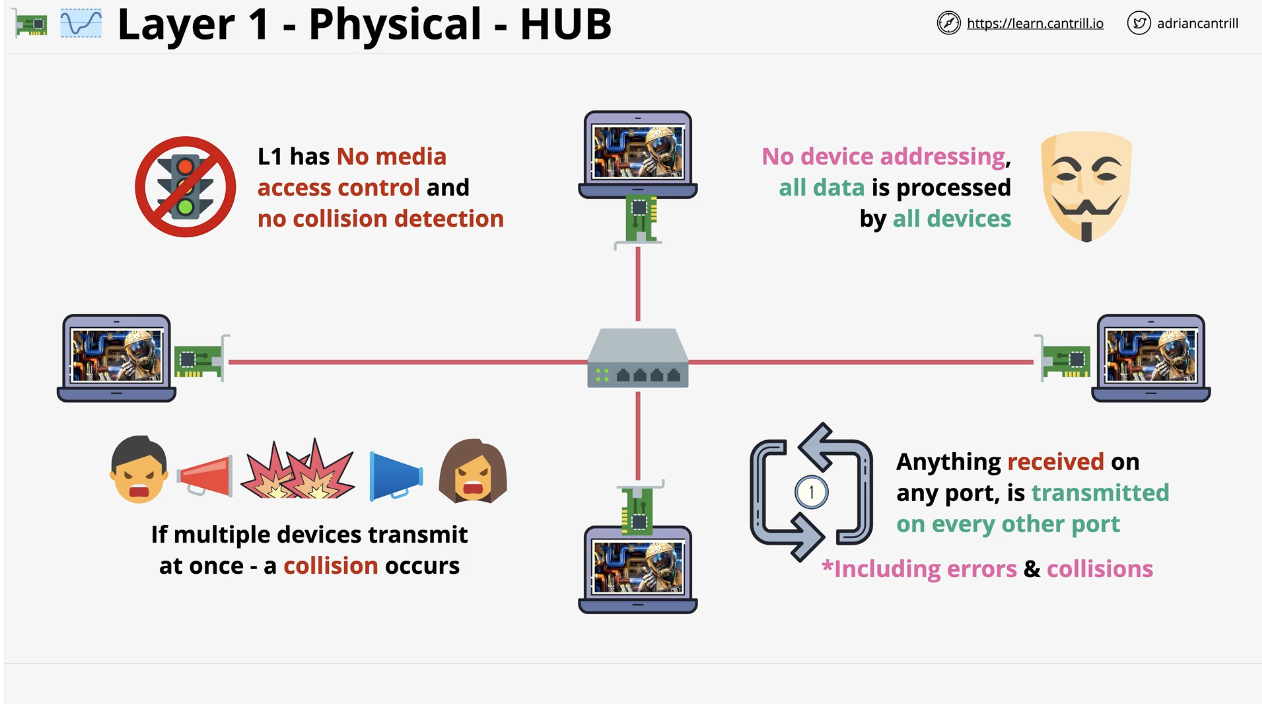 Layer 1 - Physical - HUB
https://learn.cantrill.io
adriancantrill
L1 has No media
access control and
no collision detection
No device addressing,
all data is processed
by all devices
If multiple devices transmit
at once - a collision occurs
1
Anything received on
any port, is transmitted
on every other port
*Including errors & collisions